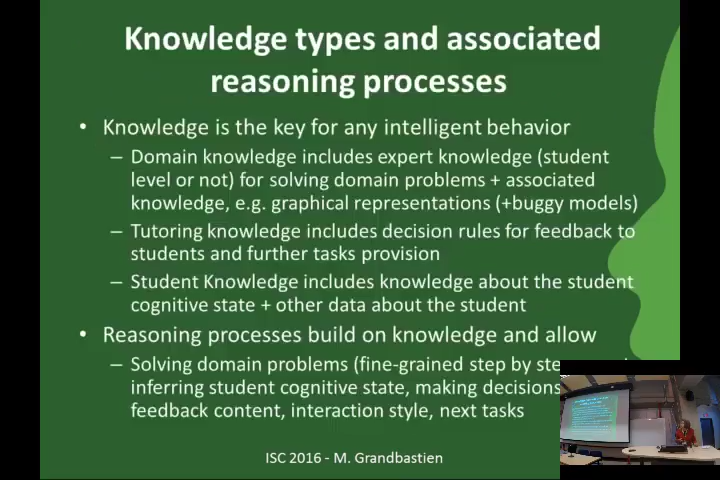 Knowledge types and associated
reasoning processes
• Knowledge is the key for any intelligent behavior
– Domain knowledge includes expert knowledge (student
level or not) for solving domain problems + associated
knowledge, e.g. graphical representations (+buggy models)
– Tutoring knowledge includes decision rules for feedback to
students and further tasks provision
– Student Knowledge includes knowledge about the student
cognitive state + other data about the student
• Reasoning processes build on knowledge and allow
– Solving domain problems (fine-grained step by
inferring student cognitive state, making decisions
feedback content, interaction style, next tasks
ISC 2016 - M. Grandbastien